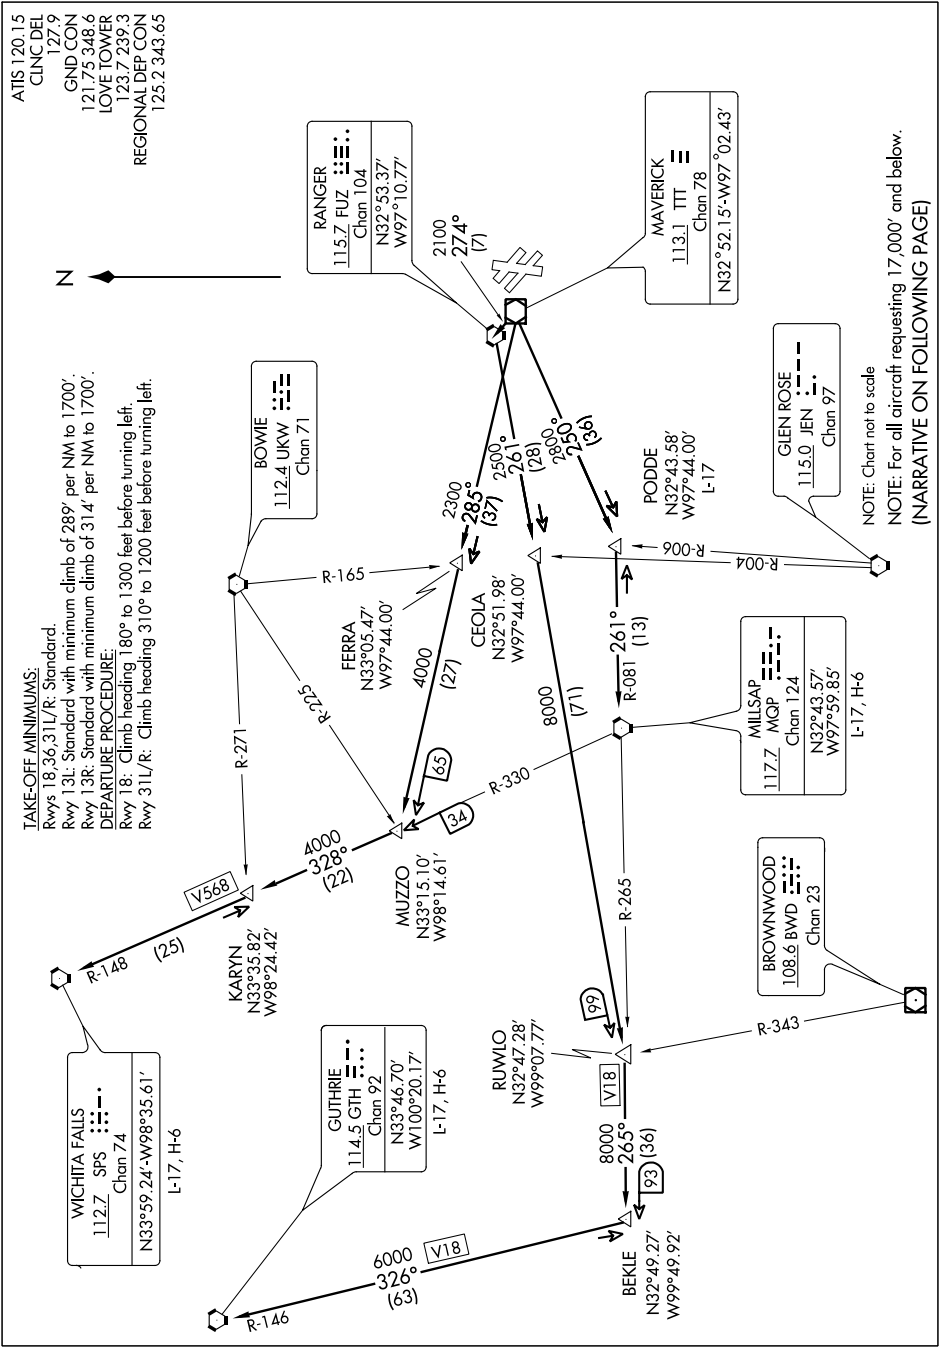 ATIS 120.15
CLNC DEL
127.9
GND CON
121.75 348.6
LOVE TOWER
123.7 239.3
REGIONAL DEP CON
125.2 343.65
TAKE-OFF MINIMUMS:
Rwys 18,36,31L/R: Standard.
Rwy 13L: Standard with minimum climb of 289' per NM to 1700'.
Rwy 13R: Standard with minimum climb of 314' per NM to 1700'.
DEPARTURE PROCEDURE:
Rwy 18: Climb heading 180° to 1300 feet before turning left.
Rwy 31L/R: Climb heading 310° to 1200 feet before turning left.
N
WICHITA FALLS
112.7 SPS
Chan 74
N33°59.24'-W98°35.61'
L-17, H-6
R-148
(25)
V568
KARYN
N33°35.82'
W98°24.42'
4000
328°
(22)
R-271
BOWIE
112.4 UKW
Chan 71
R-225
R-165
RANGER
115.7 FUZ
Chan 104
N32°53.37'
W97°10.77'
2100
274°
(7)
MAVERICK
113.1 TTT
Chan 78
N32°52.15'-W97°02.43'
2300
285°
(37)
2500
261°
(28)
2800
250°
(36)
FERRA
N33°05.47'
W97°44.00'
4000
(27)
65
34
MUZZO
N33°15.10'
W98°14.61'
R-330
CEOLA
N32°51.98'
W97°44.00'
8000
(71)
PODDE
N32°43.58'
W97°44.00'
L-17
261°
(13)
R-081
R-006
R-004
GLEN ROSE
115.0 JEN
Chan 97
MILLSAP
117.7 MQP
Chan 124
N32°43.57'
W97°59.85'
L-17, H-6
R-265
99
RUWLO
N32°47.28'
W99°07.77'
V18
BROWNWOOD
108.6 BWD
Chan 23
R-343
8000
265°
(36)
93
BEKLE
N32°49.27'
W99°49.92'
6000
V18
326°
(63)
R-146
GUTHRIE
114.5 GTH
Chan 92
N33°46.70'
W100°20.17'
L-17, H-6
NOTE: Chart not to scale
NOTE: For all aircraft requesting 17,000' and below.
(NARRATIVE ON FOLLOWING PAGE)